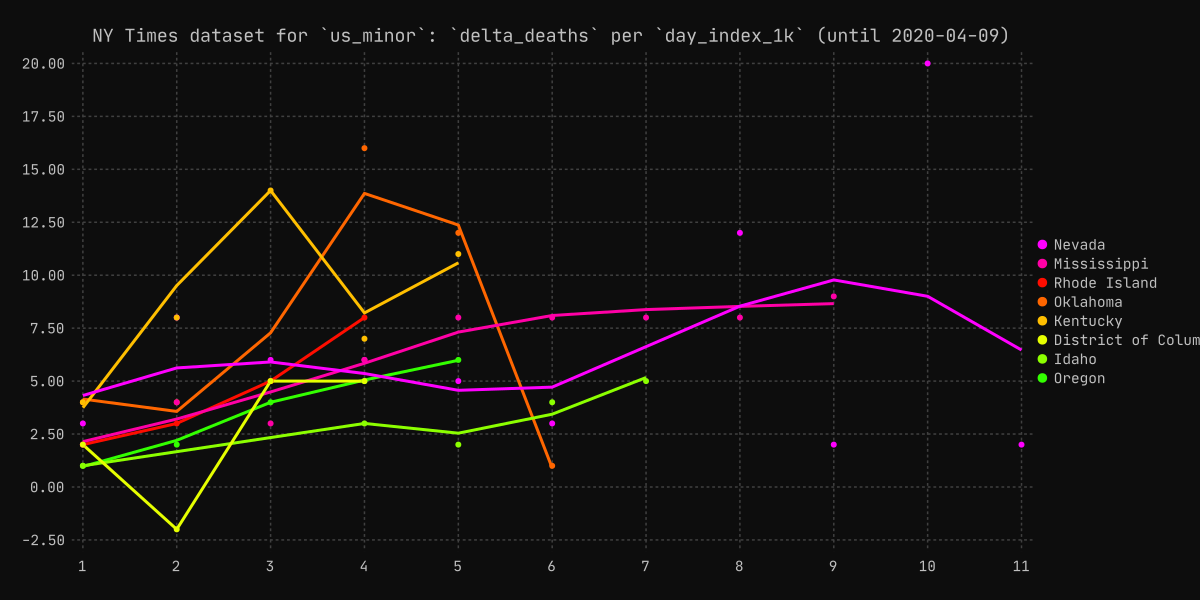 NY Times dataset for `us_minor`: `delta_deaths` per `day_index_1k` (until 2020-04-09)
20.00
17.50
15.00
12.50
10.00
7.50
5.00
2.50
0.00
-2.50
1 2 3 4 5 6 7 8 9 10 11
Nevada
Mississippi
Rhode Island
Oklahoma
Kentucky
District of Colum
Idaho
Oregon